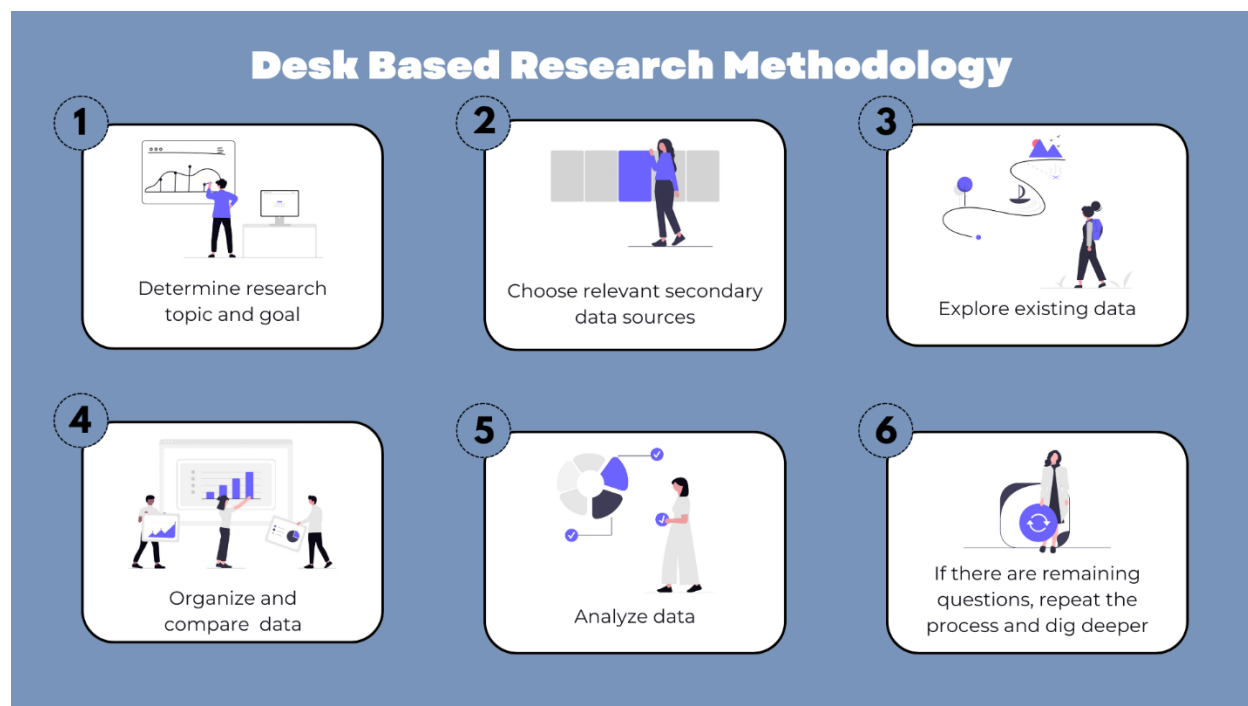 Desk Based Research Methodology
1
Determine research
topic and goal
2
Choose relevant secondary
data sources
3
Explore existing data
4
Organize and
compare data
5
Analyze data
6
If there are remaining
questions, repeat the
process and dig deeper